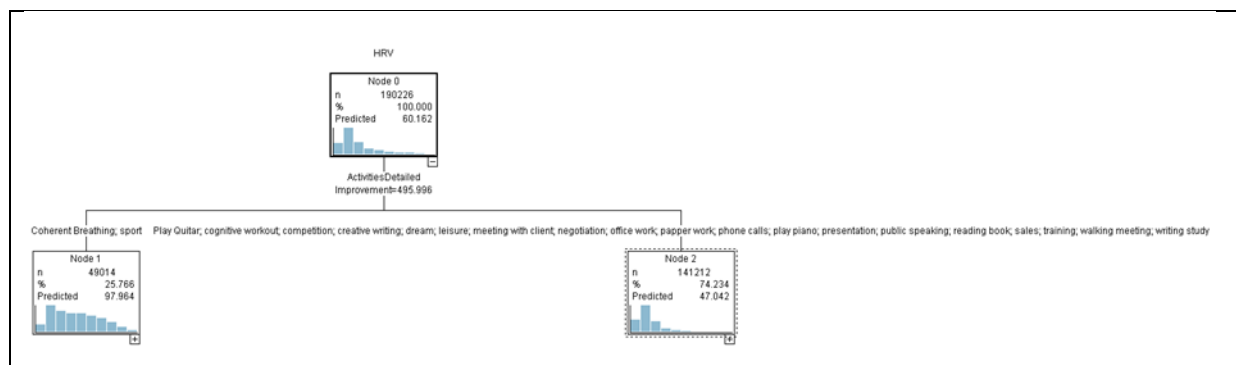 HRV
Node 0
n 190226
% 100.000
Predicted 60.162
ActivitiesDetailed
Improvement=495.996
Coherent Breathing; sport
Play Quitar; cognitive workout; competition; creative writing; dream; leisure; meeting with client; negotiation; office work; papper work; phone calls; play piano; presentation; public speaking; reading book; sales; training; walking meeting; writing study
Node 1
n 49014
% 25.766
Predicted 97.964
Node 2
n 141212
% 74.234
Predicted 47.042